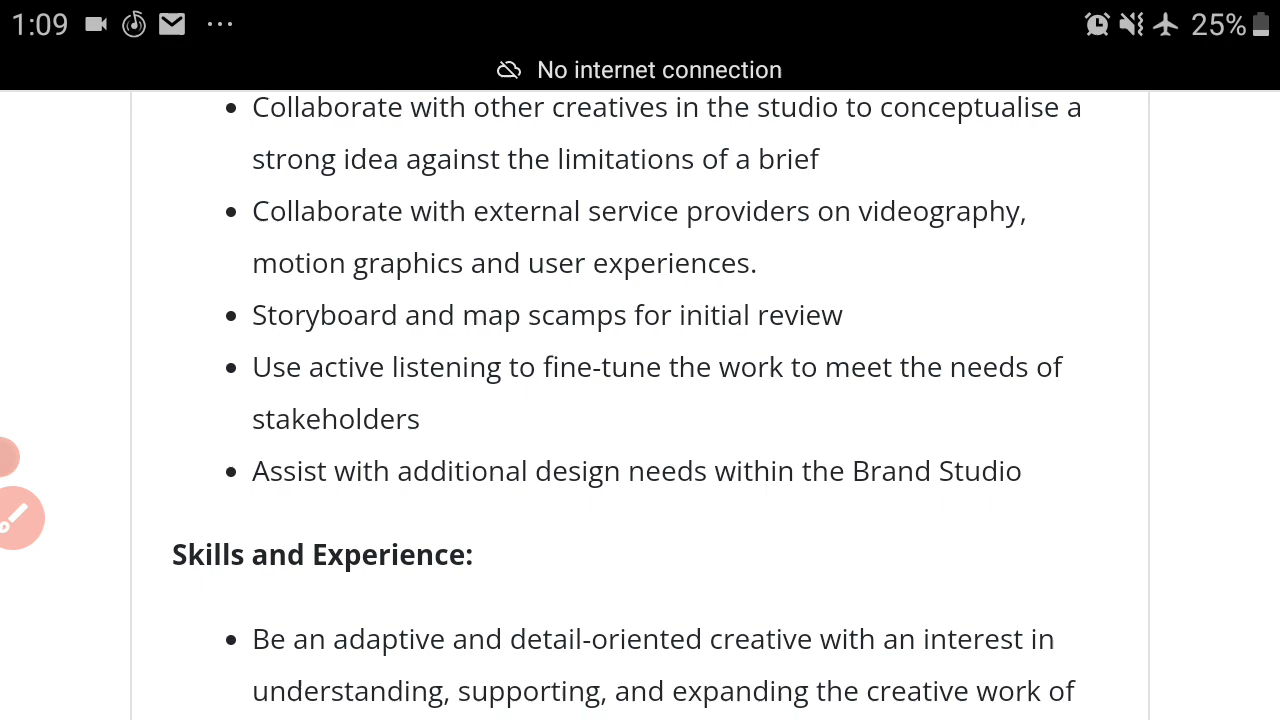 1:09 ... 25%
No internet connection
• Collaborate with other creatives in the studio to conceptualise a
strong idea against the limitations of a brief
• Collaborate with external service providers on videography,
motion graphics and user experiences.
• Storyboard and map scamps for initial review
• Use active listening to fine-tune the work to meet the needs of
stakeholders
• Assist with additional design needs within the Brand Studio
Skills and Experience:
• Be an adaptive and detail-oriented creative with an interest in
understanding, supporting, and expanding the creative work of